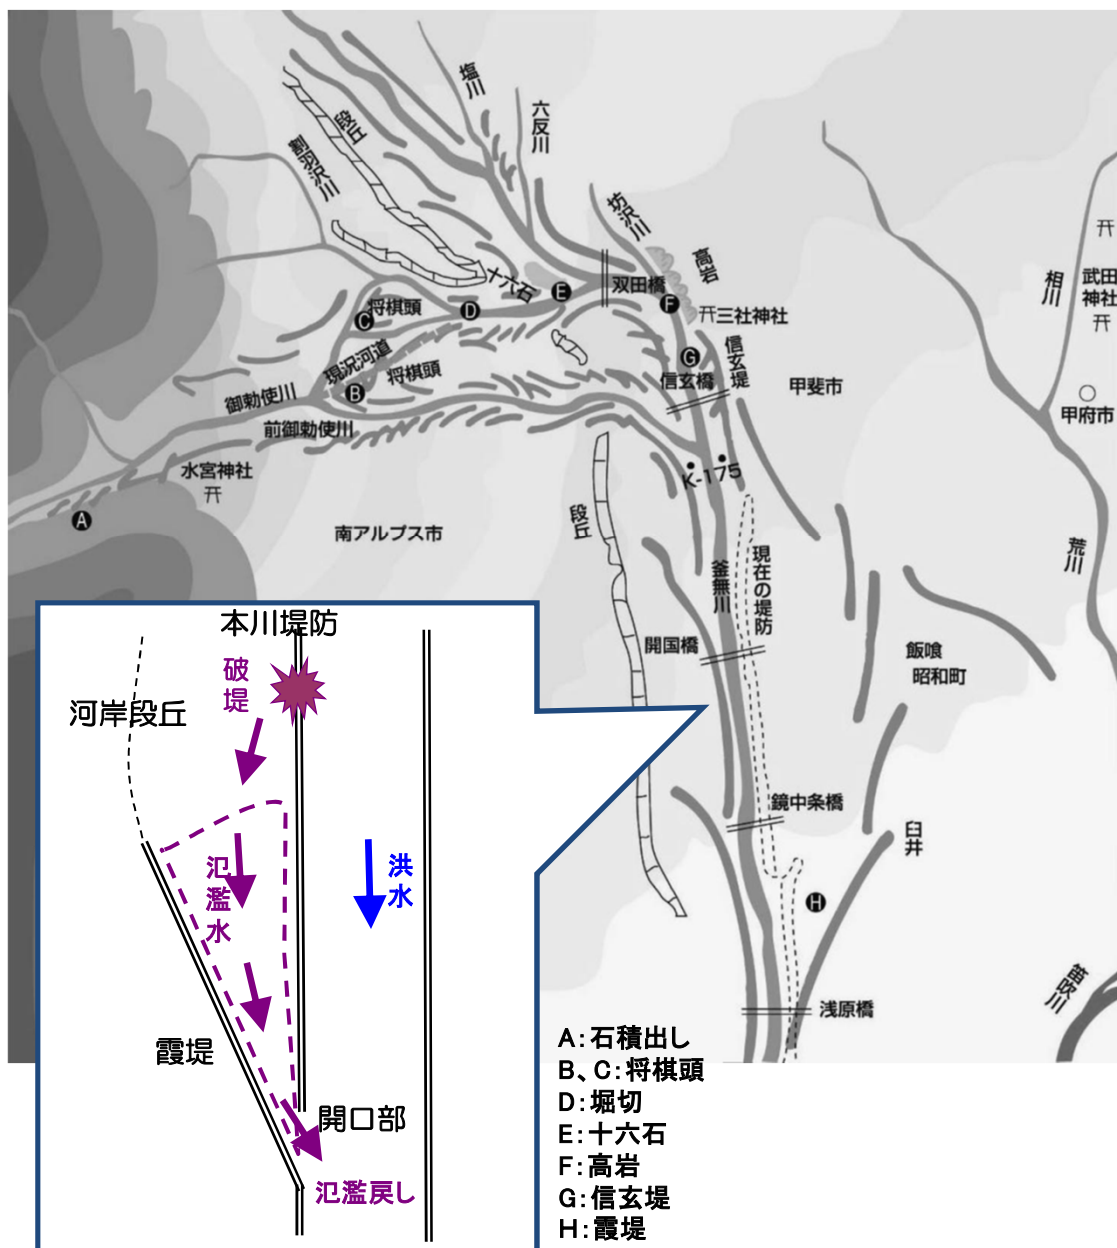 塩川
六反川
段丘
割羽沢川
坊沢川
高岩
相川
武田
神社
十六石
E
双田橋
F
将棋頭
C
D
三社神社
G
信玄堤
信玄橋
現況河道
将棋頭
B
甲斐市
甲府市
御勅使川
前御勅使川
水宮神社
K-175
A
南アルプス市
段丘
釜無川
現在の堤防
荒川
開国橋
飯喰
昭和町
鏡中条橋
臼井
H
笛吹川
浅原橋
本川堤防
破堤
河岸段丘
氾濫水
洪水
霞堤
開口部
氾濫戻し
A:石積出し
B、C:将棋頭
D:堀切
E:十六石
F:高岩
G:信玄堤
H:霞堤